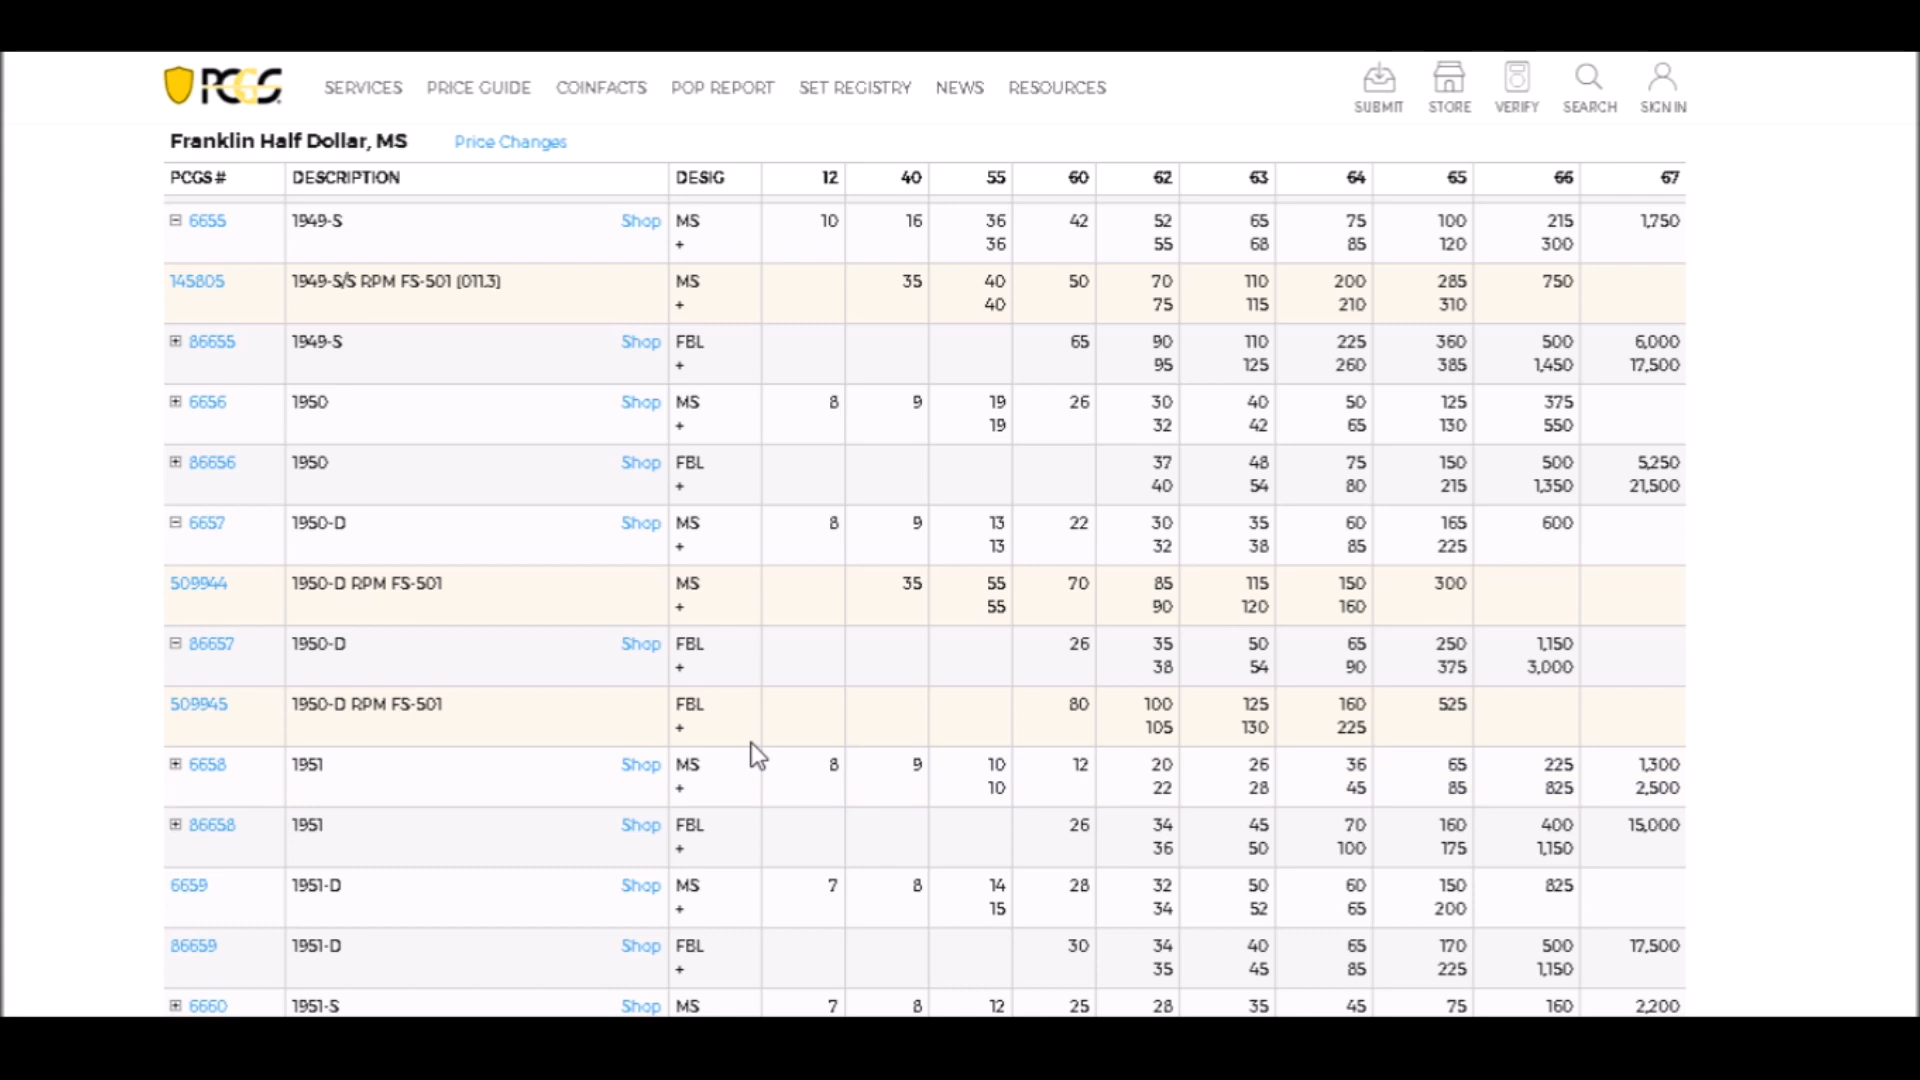 PCGS SERVICES PRICE GUIDE COINFACTS POP REPORT SET REGISTRY NEWS RESOURCES SUBMIT STORE VERIFY SEARCH SIGN IN
Franklin Half Dollar, MS Price Changes
PCGS # DESCRIPTION DESIG 12 40 55 60 62 63 64 65 66 67
6655 1949-S Shop MS 10 16 36 42 52 65 75 100 215 1,750
+ 36 55 68 85 120 300
145805 1949-S/S RPM FS-501 (011.3) MS 35 40 50 70 110 200 285 750
+ 40 75 115 210 310
86655 1949-S Shop FBL 65 90 110 225 360 500 6,000
+ 95 125 260 385 1,450 17,500
6656 1950 Shop MS 8 9 19 26 30 40 50 125 375
+ 19 32 42 65 130 550
86656 1950 Shop FBL 37 48 75 150 500 5,250
+ 40 54 80 215 1,350 21,500
6657 1950-D Shop MS 8 9 13 22 30 35 60 165 600
+ 13 32 38 85 225
509944 1950-D RPM FS-501 MS 35 55 70 85 115 150 300
+ 55 90 120 160
86657 1950-D Shop FBL 26 35 50 65 250 1,150
+ 38 54 90 375 3,000
509945 1950-D RPM FS-501 FBL 80 100 125 160 525
+ 105 130 225
6658 1951 Shop MS 8 9 10 12 20 26 36 65 225 1,300
+ 10 22 28 45 85 825 2,500
86658 1951 Shop FBL 26 34 45 70 160 400 15,000
+ 36 50 100 175 1,150
6659 1951-D Shop MS 7 8 14 28 32 50 60 150 825
+ 15 34 52 65 200
86659 1951-D Shop FBL 30 34 40 65 170 500 17,500
+ 35 45 85 225 1,150
6660 1951-S Shop MS 7 8 12 25 28 35 45 75 160 2,200